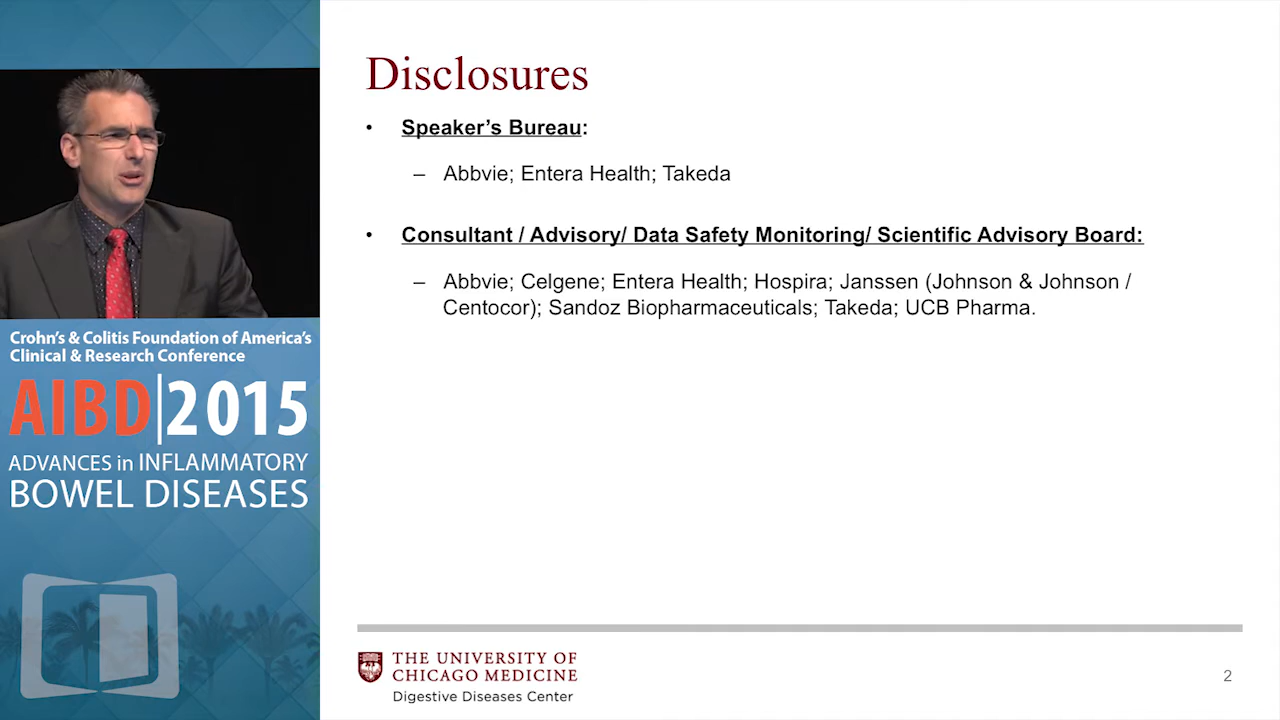 Crohn's & Colitis Foundation of America's
Clinical & Research Conference
AIBD|2015
ADVANCES in INFLAMMATORY
BOWEL DISEASES
Disclosures
• Speaker's Bureau:
– Abbvie; Entera Health; Takeda
• Consultant / Advisory/ Data Safety Monitoring/ Scientific Advisory Board:
– Abbvie; Celgene; Entera Health; Hospira; Janssen (Johnson & Johnson /
Centocor); Sandoz Biopharmaceuticals; Takeda; UCB Pharma.
THE UNIVERSITY OF
CHICAGO MEDICINE
Digestive Diseases Center
2